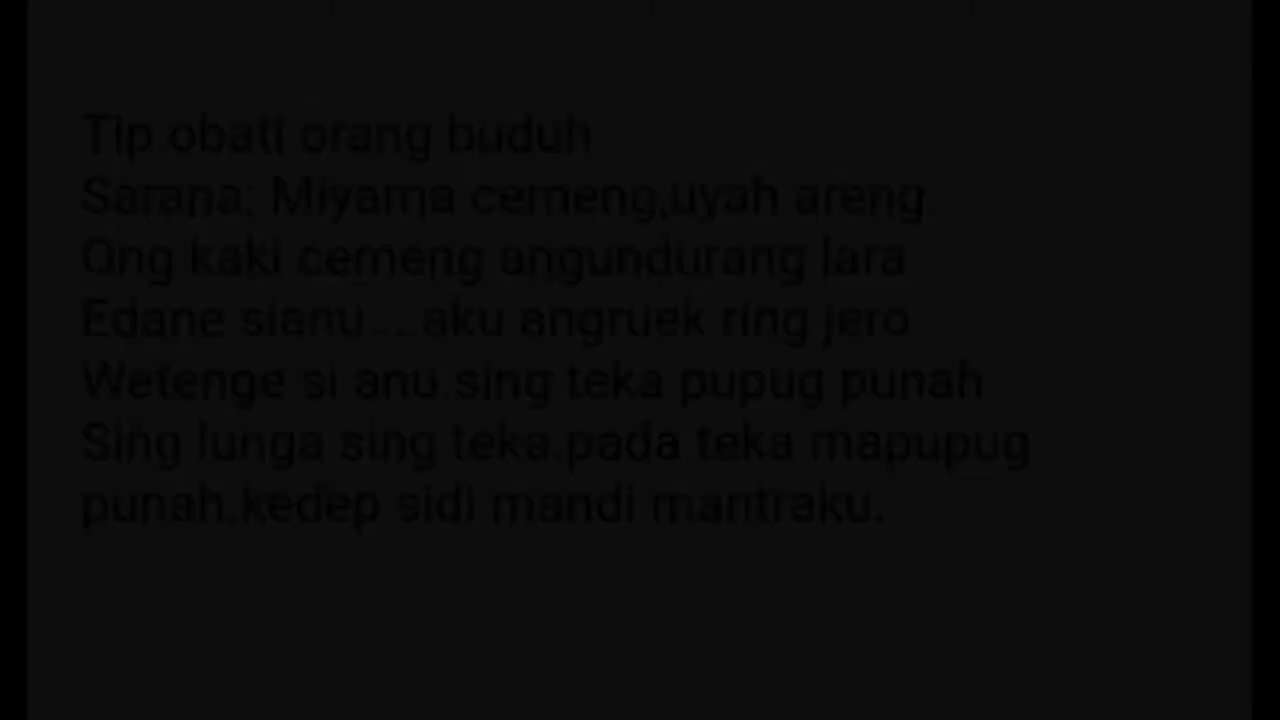 Tip obati orang buduh
Sarana: Miyama cemeng,uyah areng.
Ong kaki cemeng angundurang lara
Edane sianu... aku angruek ring jero
Wetenge si anu.sing teka pupug punah
Sing lunga sing teka.pada teka mapupug
punah.kedep sidi mandi mantraku.